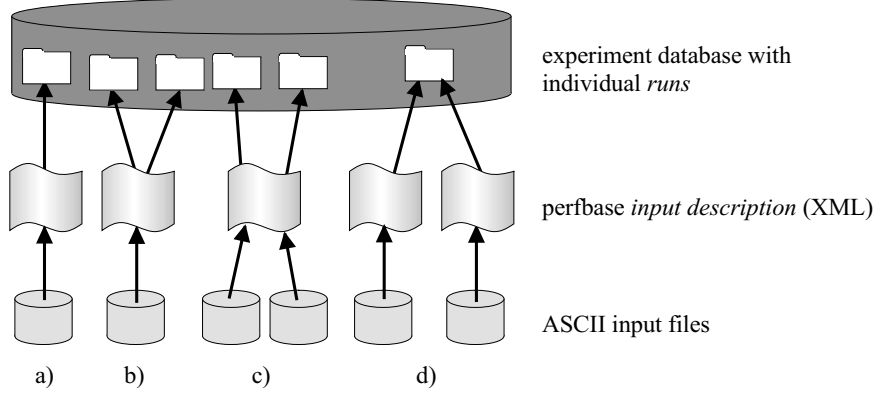 experiment database with
individual runs
perfbase input description (XML)
ASCII input files
a) b) c) d)